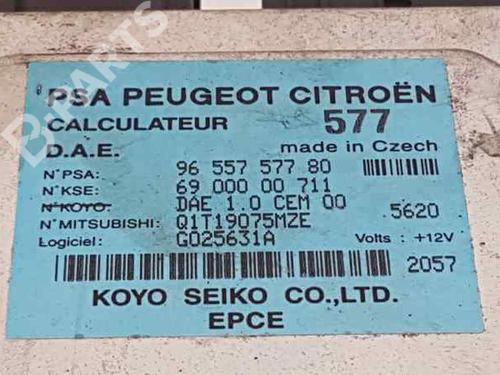 PSA PEUGEOT CITROËN
CALCULATEUR 577
D.A.E. made in Czech
N°PSA: 96 557 577 80
N°KSE: 69 000 00 711
N°KOYO: DAE 1.0 CEM 00 5620
N°MITSUBISHI: Q1T19075MZE
Logiciel: G025631A Volts : +12V
2057
KOYO SEIKO CO.,LTD.
EPCE
B-PARTS